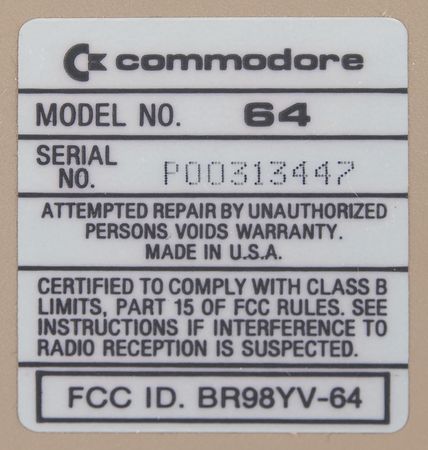 commodore
MODEL NO. 64
SERIAL
NO. P00313447
ATTEMPTED REPAIR BY UNAUTHORIZED
PERSONS VOIDS WARRANTY.
MADE IN U.S.A.
CERTIFIED TO COMPLY WITH CLASS B
LIMITS, PART 15 OF FCC RULES. SEE
INSTRUCTIONS IF INTERFERENCE TO
RADIO RECEPTION IS SUSPECTED.
FCC ID. BR98YV-64